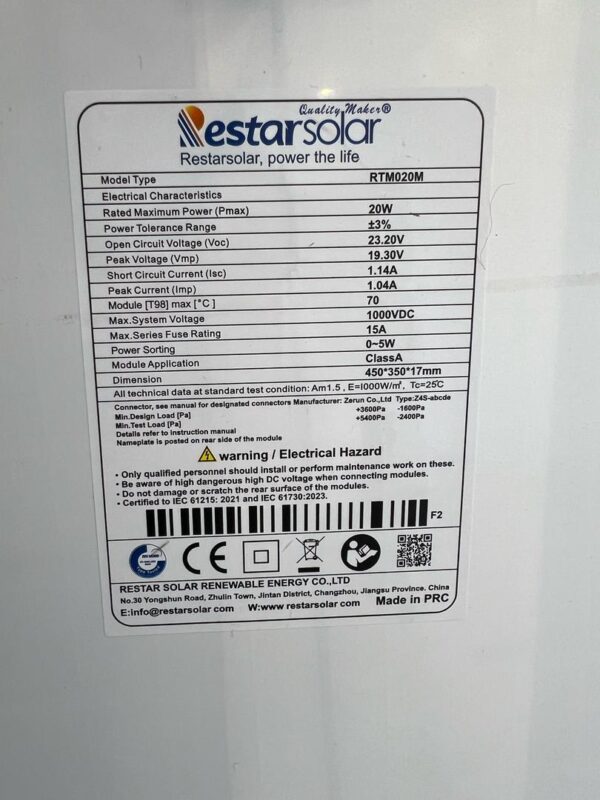 Quality Maker®
Restarsolar
Restarsolar, power the life
Model Type RTM020M
Electrical Characteristics
Rated Maximum Power (Pmax) 20W
Power Tolerance Range ±3%
Open Circuit Voltage (Voc) 23.20V
Peak Voltage (Vmp) 19.30V
Short Circuit Current (Isc) 1.14A
Peak Current (Imp) 1.04A
Module [T98] max [°C ] 70
Max.System Voltage 1000VDC
Max.Series Fuse Rating 15A
Power Sorting 0~5W
Module Application ClassA
Dimension 450*350*17mm
All technical data at standard test condition: Am1.5 , E=I000W/㎡, Tc=25℃
Connector, see manual for designated connectors Manufacturer: Zerun Co.,Ltd Type:Z4S-abcde
Min.Design Load [Pa] +3600Pa -1600Pa
Min.Test Load [Pa] +5400Pa -2400Pa
Details refer to instruction manual
Nameplate is posted on rear side of the module
warning / Electrical Hazard
• Only qualified personnel should install or perform maintenance work on these.
• Be aware of high dangerous high DC voltage when connecting modules.
• Do not damage or scratch the rear surface of the modules.
• Certified to IEC 61215: 2021 and IEC 61730:2023.
F2
CE
RESTAR SOLAR RENEWABLE ENERGY CO.,LTD
No.30 Yongshun Road, Zhulin Town, Jintan District, Changzhou, Jiangsu Province. China
E:info@restarsolar.com W:www.restarsolar.com Made in PRC